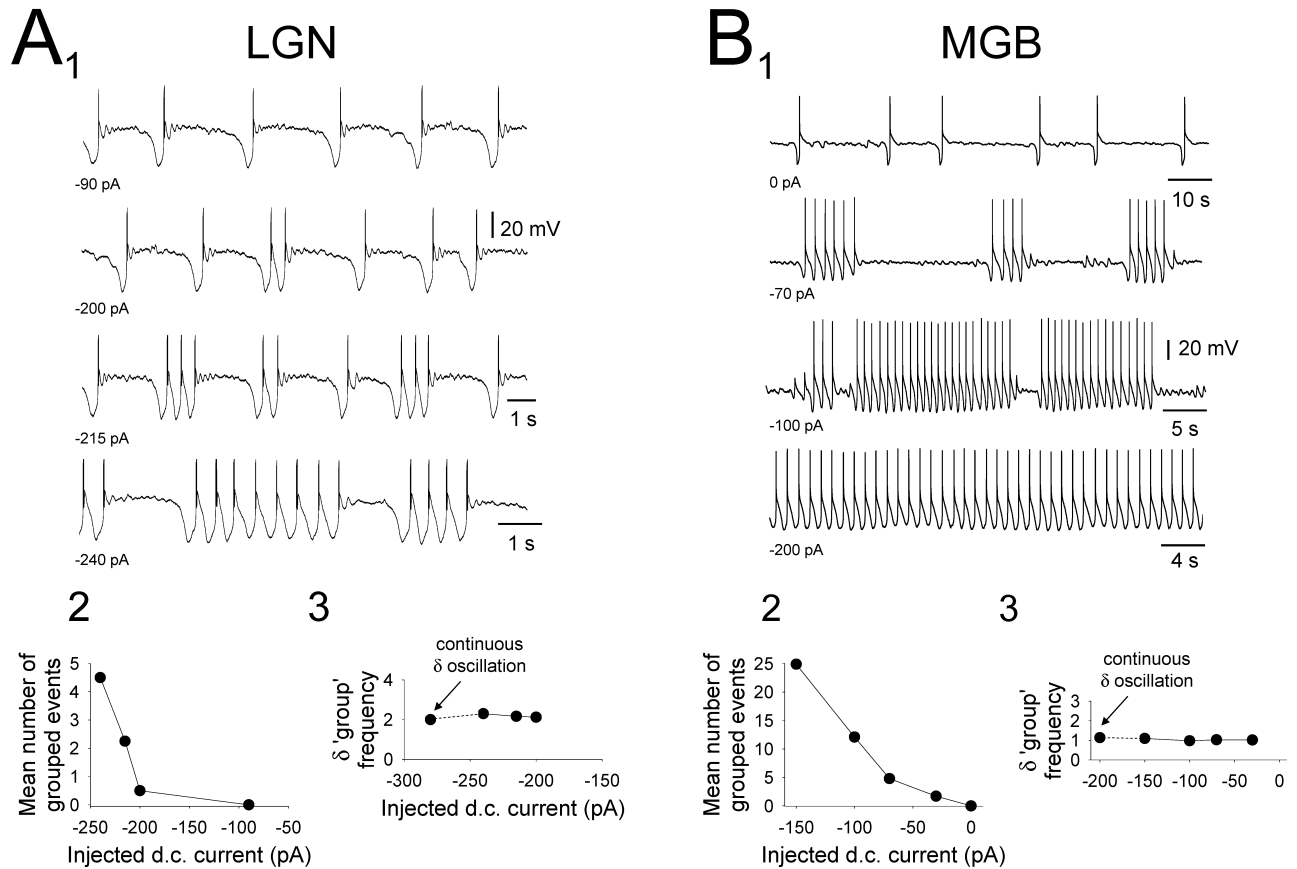 A1 LGN
B1 MGB
-90 pA
20 mV
-200 pA
1 s
-215 pA
1 s
-240 pA
0 pA
10 s
-70 pA
20 mV
-100 pA
5 s
-200 pA
4 s
2
Mean number of
grouped events
5
4
3
2
1
0
-250 -200 -150 -100 -50
Injected d.c. current (pA)
3
continuous
δ oscillation
δ 'group'
frequency
4
2
0
-300 -250 -200 -150
Injected d.c. current (pA)
2
Mean number of
grouped events
25
20
15
10
5
0
-150 -100 -50 0
Injected d.c. current (pA)
3
continuous
δ oscillation
δ 'group'
frequency
3
2
1
0
-200 -150 -100 -50 0
Injected d.c. current (pA)